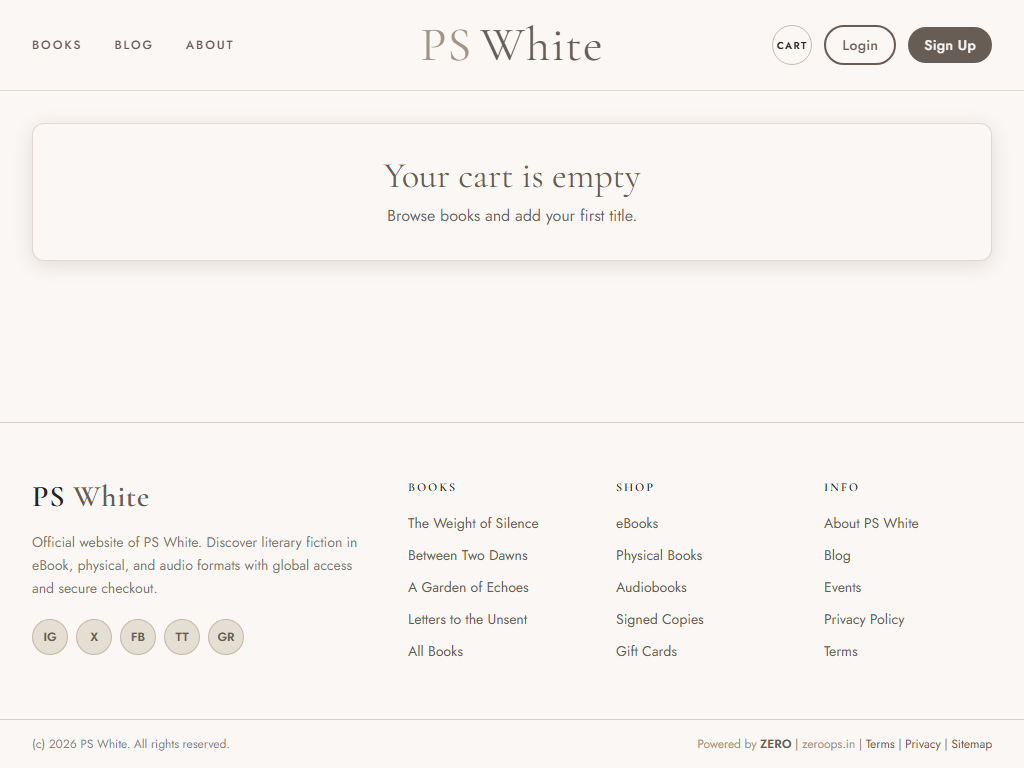 BOOKS BLOG ABOUT PS White CART Login Sign Up
Your cart is empty
Browse books and add your first title.
PS White
Official website of PS White. Discover literary fiction in
eBook, physical, and audio formats with global access
and secure checkout.
IG X FB TT GR
BOOKS
The Weight of Silence
Between Two Dawns
A Garden of Echoes
Letters to the Unsent
All Books
SHOP
eBooks
Physical Books
Audiobooks
Signed Copies
Gift Cards
INFO
About PS White
Blog
Events
Privacy Policy
Terms
(c) 2026 PS White. All rights reserved.
Powered by ZERO | zeroops.in | Terms | Privacy | Sitemap